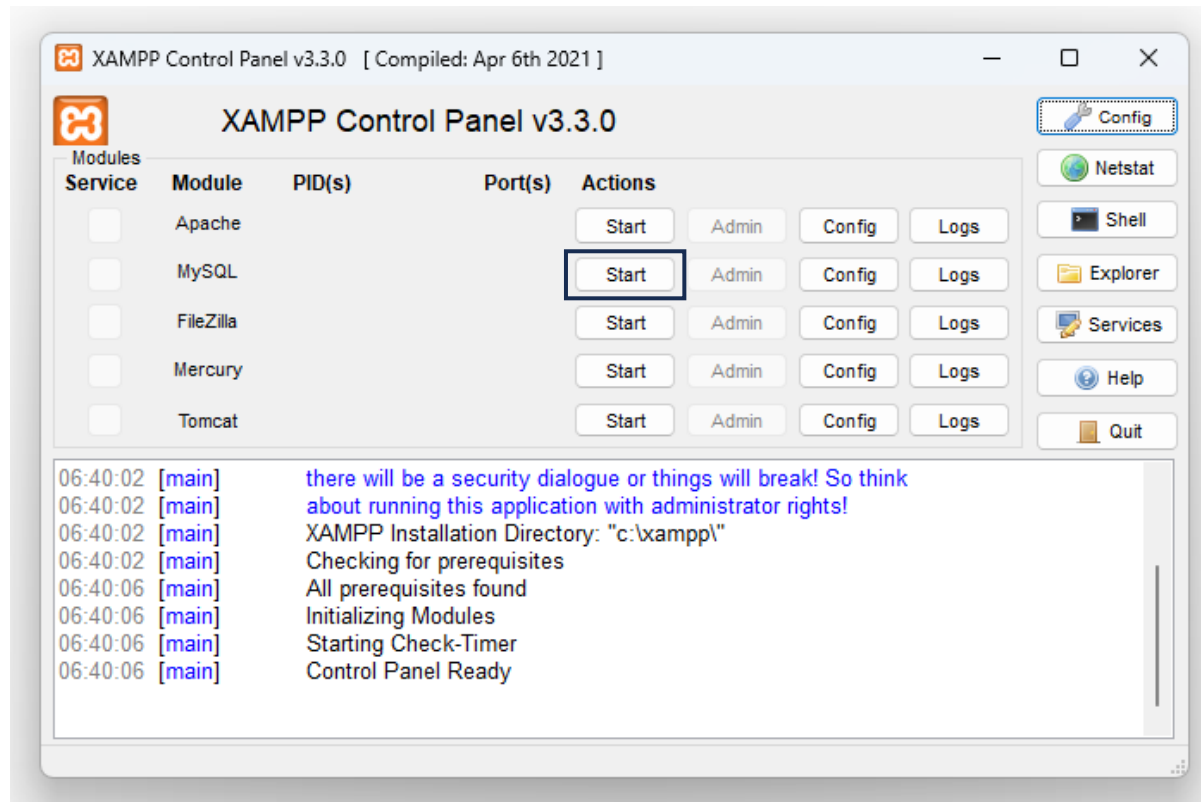 XAMPP Control Panel v3.3.0 [ Compiled: Apr 6th 2021 ]
XAMPP Control Panel v3.3.0
Config
Modules
Service Module PID(s) Port(s) Actions
Netstat
Apache Start Admin Config Logs
Shell
MySQL Start Admin Config Logs
Explorer
FileZilla Start Admin Config Logs
Services
Mercury Start Admin Config Logs
Help
Tomcat Start Admin Config Logs
Quit
06:40:02 [main] there will be a security dialogue or things will break! So think
06:40:02 [main] about running this application with administrator rights!
06:40:02 [main] XAMPP Installation Directory: "c:\xampp\"
06:40:02 [main] Checking for prerequisites
06:40:06 [main] All prerequisites found
06:40:06 [main] Initializing Modules
06:40:06 [main] Starting Check-Timer
06:40:06 [main] Control Panel Ready